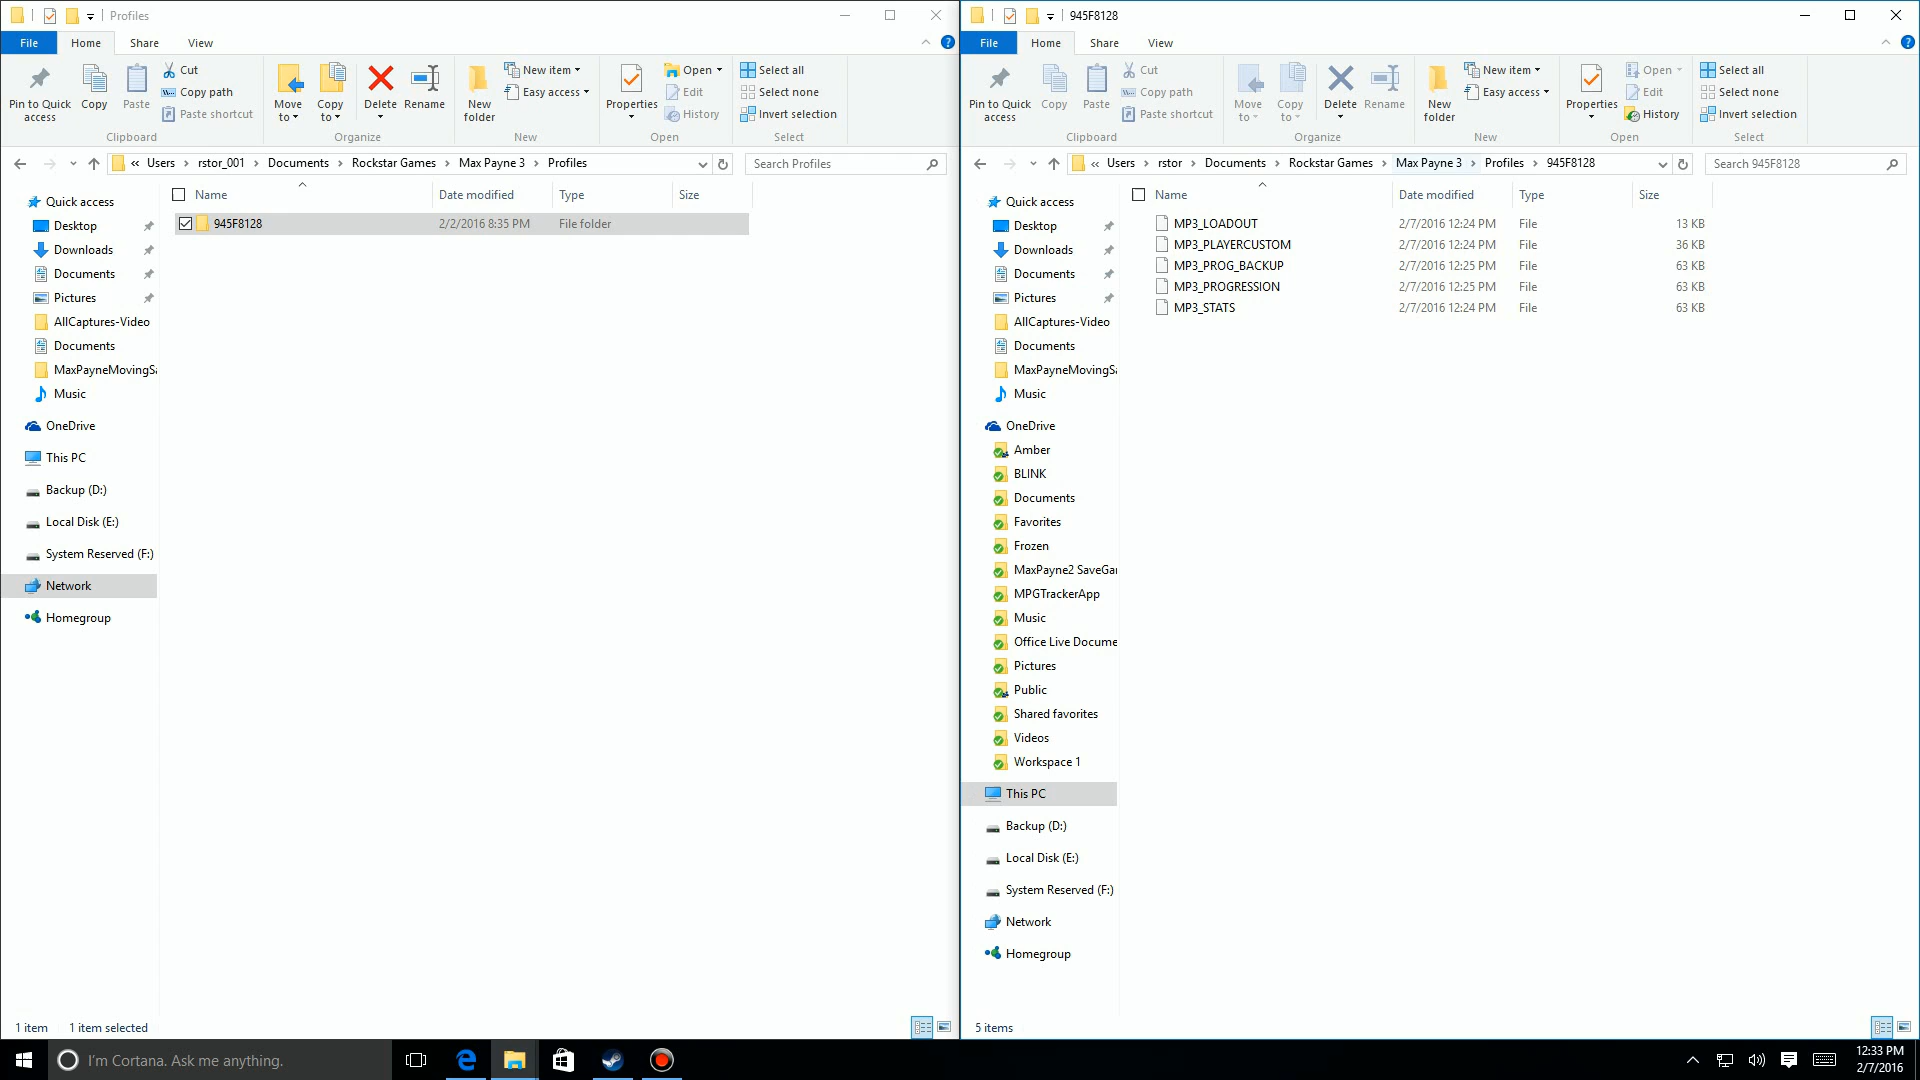 Profiles
File
Home
Share
View
Pin to Quick access
Copy
Paste
Cut
Copy path
Paste shortcut
Clipboard
Move to
Copy to
Delete
Rename
Organize
New folder
New item
Easy access
New
Properties
Open
Edit
History
Open
Select all
Select none
Invert selection
Select
« Users > rstor_001 > Documents > Rockstar Games > Max Payne 3 > Profiles
Search Profiles
Quick access
Desktop
Downloads
Documents
Pictures
AllCaptures-Video
Documents
MaxPayneMovingSa
Music
OneDrive
This PC
Backup (D:)
Local Disk (E:)
System Reserved (F:)
Network
Homegroup
Name Date modified Type Size
945F8128 2/2/2016 8:35 PM File folder
1 item 1 item selected
945F8128
File
Home
Share
View
Pin to Quick access
Copy
Paste
Cut
Copy path
Paste shortcut
Clipboard
Move to
Copy to
Delete
Rename
Organize
New folder
New item
Easy access
New
Properties
Open
Edit
History
Open
Select all
Select none
Invert selection
Select
« Users > rstor > Documents > Rockstar Games > Max Payne 3 > Profiles > 945F8128
Search 945F8128
Quick access
Desktop
Downloads
Documents
Pictures
AllCaptures-Video
Documents
MaxPayneMovingSa
Music
OneDrive
Amber
BLINK
Documents
Favorites
Frozen
MaxPayne2 SaveGar
MPGTrackerApp
Music
Office Live Docume
Pictures
Public
Shared favorites
Videos
Workspace 1
This PC
Backup (D:)
Local Disk (E:)
System Reserved (F:)
Network
Homegroup
Name Date modified Type Size
MP3_LOADOUT 2/7/2016 12:24 PM File 13 KB
MP3_PLAYERCUSTOM 2/7/2016 12:24 PM File 36 KB
MP3_PROG_BACKUP 2/7/2016 12:25 PM File 63 KB
MP3_PROGRESSION 2/7/2016 12:25 PM File 63 KB
MP3_STATS 2/7/2016 12:24 PM File 63 KB
5 items
I'm Cortana. Ask me anything.
12:33 PM
2/7/2016